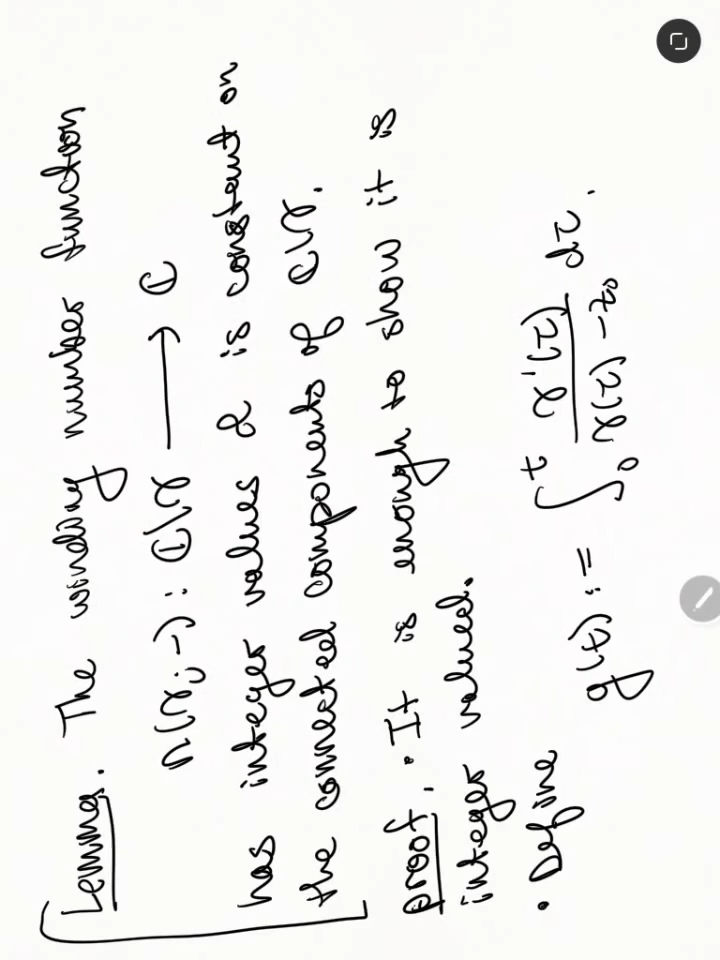 Lemma. The winding number function
n(γ; -) : ℂ\γ ⟶ ℂ
has integer values & is constant on
the connected components of ℂ\γ.
proof. • It is enough to show it is
integer valued.
• Define
g(t) := ∫₀ᵗ γ'(τ) / (γ(τ) - z₀) dτ.